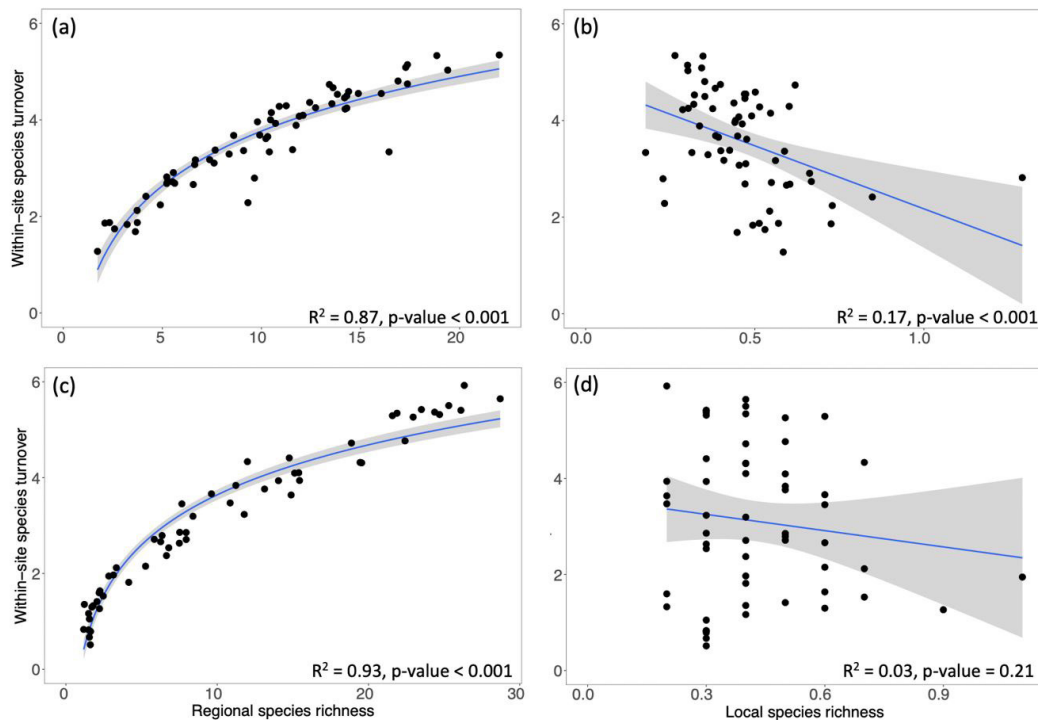 (a)
Within-site species turnover
6
4
2
0
R² = 0.87, p-value < 0.001
0 5 10 15 20
(b)
6
4
2
0
R² = 0.17, p-value < 0.001
0.0 0.5 1.0
(c)
Within-site species turnover
6
4
2
0
R² = 0.93, p-value < 0.001
0 10 20 30
Regional species richness
(d)
6
4
2
0
R² = 0.03, p-value = 0.21
0.0 0.3 0.6 0.9
Local species richness